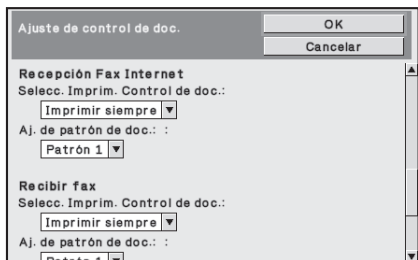 Ajuste de control de doc.
OK
Cancelar
Recepción Fax Internet
Selecc. Imprim. Control de doc.:
Imprimir siempre
Aj. de patrón de doc.: :
Patrón 1
Recibir fax
Selecc. Imprim. Control de doc.:
Imprimir siempre
Aj. de patrón de doc.: :
Patrón 1